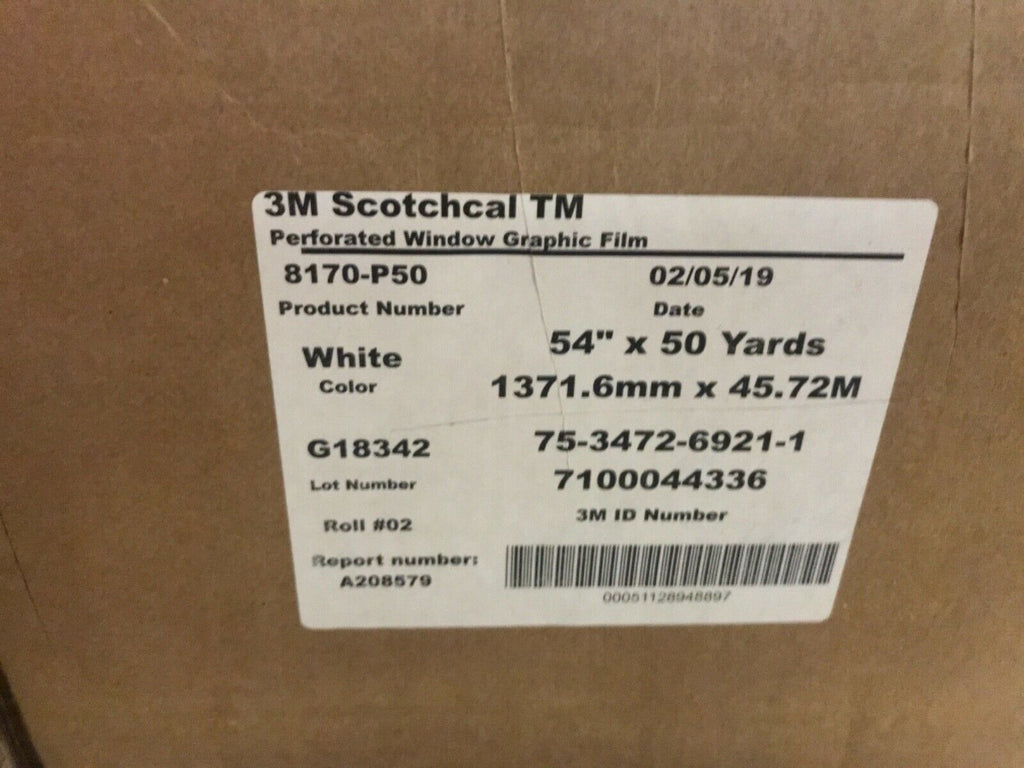 3M Scotchcal TM
Perforated Window Graphic Film
8170-P50 02/05/19
Product Number Date
54" x 50 Yards
White
Color 1371.6mm x 45.72M
G18342 75-3472-6921-1
Lot Number 7100044336
Roll #02 3M ID Number
Report number:
A208579
00051128948897